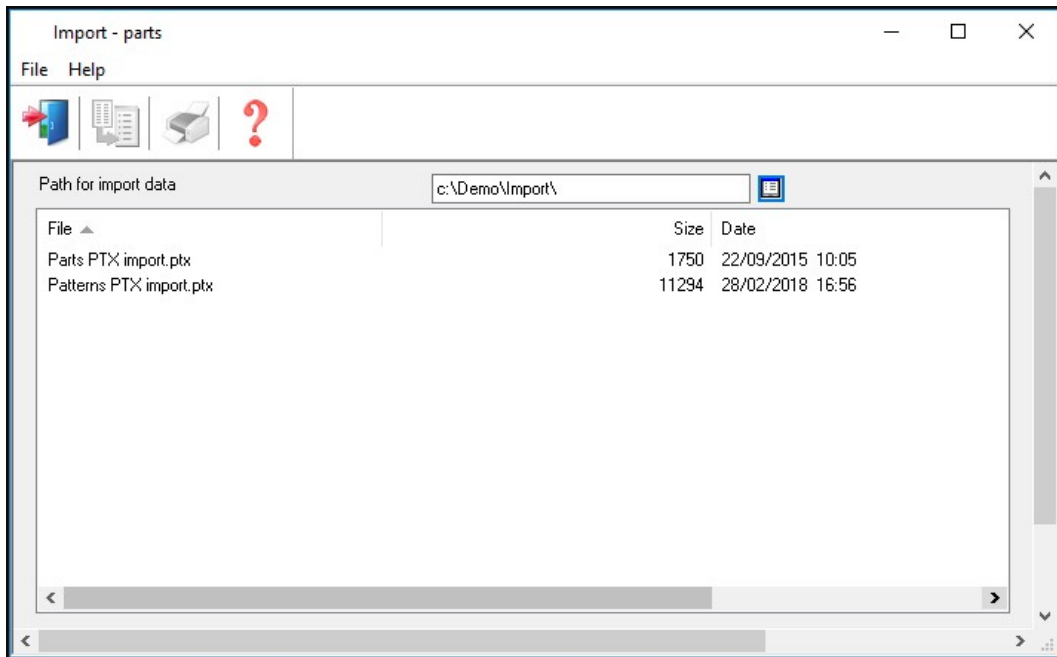 Import - parts
File Help
Path for import data c:\Demo\Import\
File Size Date
Parts PTX import.ptx 1750 22/09/2015 10:05
Patterns PTX import.ptx 11294 28/02/2018 16:56